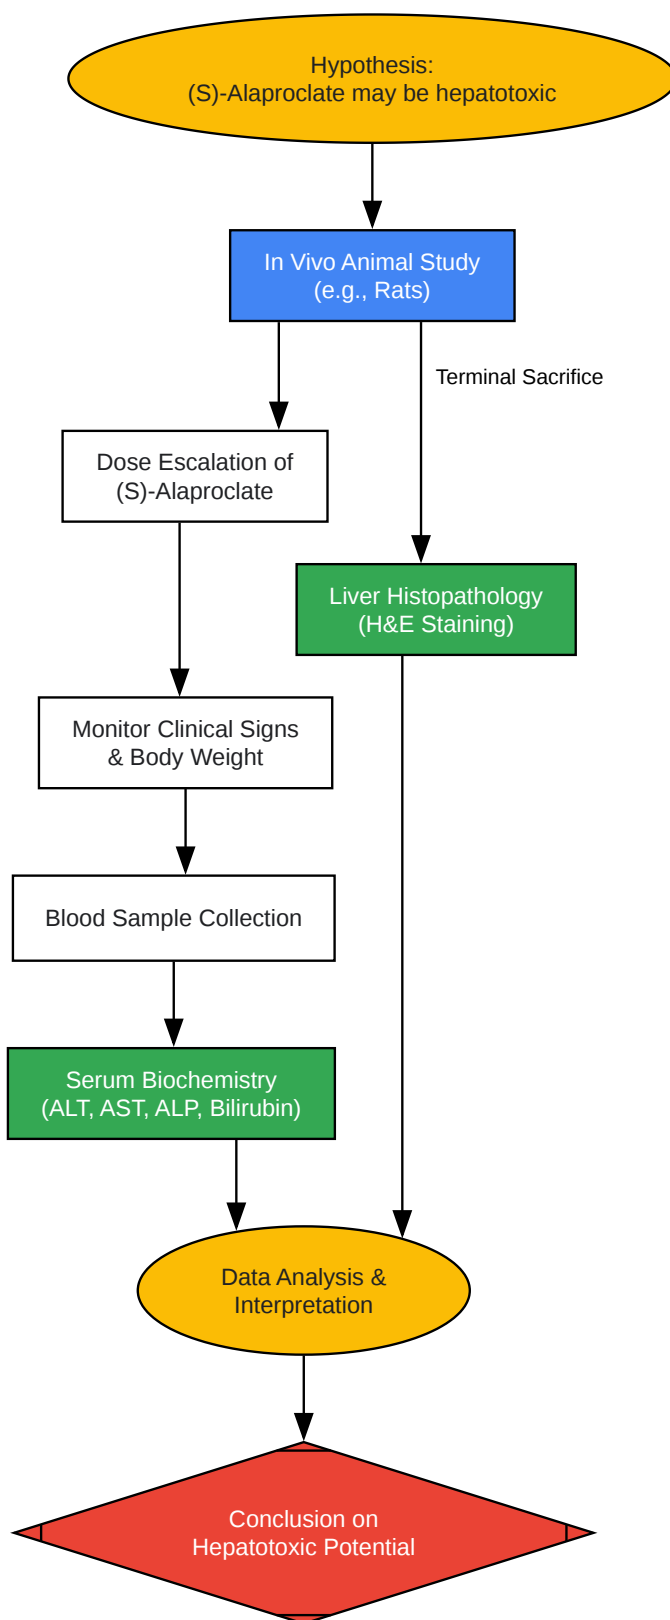 Hypothesis:
(S)-Alaproclate may be hepatotoxic
In Vivo Animal Study
(e.g., Rats)
Terminal Sacrifice
Dose Escalation of
(S)-Alaproclate
Liver Histopathology
(H&E Staining)
Monitor Clinical Signs
& Body Weight
Blood Sample Collection
Serum Biochemistry
(ALT, AST, ALP, Bilirubin)
Data Analysis &
Interpretation
Conclusion on
Hepatotoxic Potential